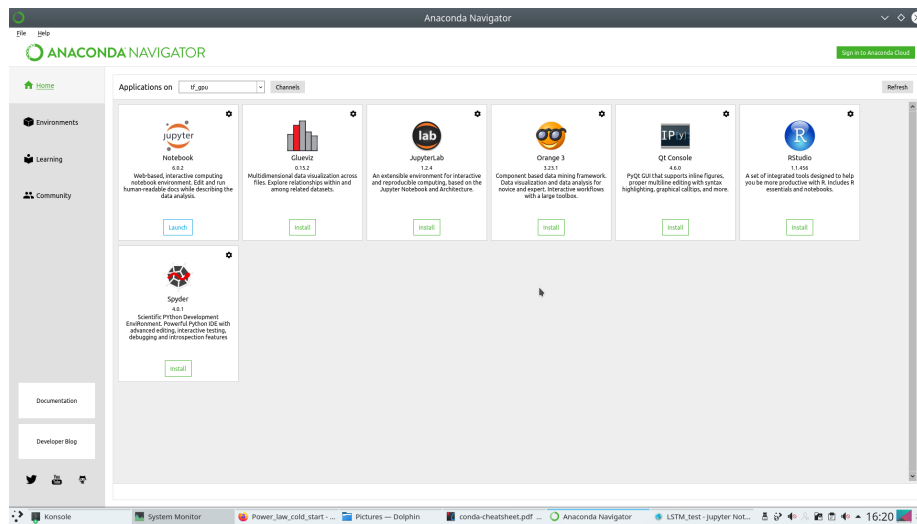 Anaconda Navigator
File Help
ANACONDA NAVIGATOR
Sign in to Anaconda Cloud
Home
Environments
Learning
Community
Documentation
Developer Blog
You
Tube
Applications on tf_gpu Channels Refresh
jupyter
Notebook
6.0.2
Web-based, interactive computing
notebook environment. Edit and run
human-readable docs while describing the
data analysis.
Launch
Glueviz
0.15.2
Multidimensional data visualization across
files. Explore relationships within and
among related datasets.
Install
lab
JupyterLab
1.2.4
An extensible environment for interactive
and reproducible computing, based on the
Jupyter Notebook and Architecture.
Install
Orange 3
3.23.1
Component based data mining framework.
Data visualization and data analysis for
novice and expert. Interactive workflows
with a large toolbox.
Install
IP[y]:
Qt Console
4.6.0
PyQt GUI that supports inline figures,
proper multiline editing with syntax
highlighting, graphical calltips, and more.
Install
R
RStudio
1.1.456
A set of integrated tools designed to help
you be more productive with R. Includes R
essentials and notebooks.
Install
Spyder
4.0.1
Scientific PYthon Development
EnviRonment. Powerful Python IDE with
advanced editing, interactive testing,
debugging and introspection features
Install
Konsole
System Monitor
Power_law_cold_start - ...
Pictures — Dolphin
conda-cheatsheet.pdf ...
Anaconda Navigator
LSTM_test - Jupyter Not...
16:20